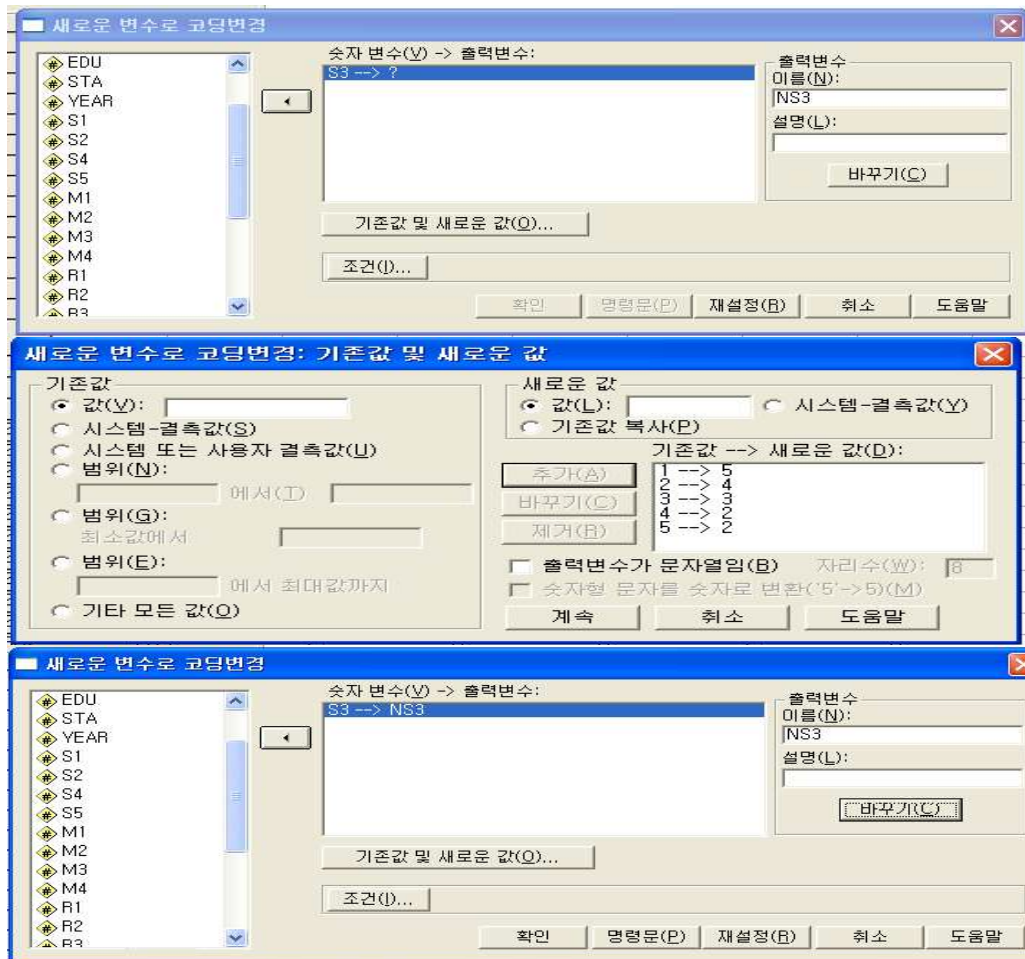 새로운 변수로 코딩변경
숫자 변수(V) -> 출력변수:
EDU
STA
YEAR
S1
S2
S4
S5
M1
M2
M3
M4
R1
R2
R3
S3 --> ?
출력변수
이름(N):
NS3
설명(L):
바꾸기(C)
기존값 및 새로운 값(O)...
조건(I)...
확인
명령문(P)
재설정(R)
취소
도움말
새로운 변수로 코딩변경: 기존값 및 새로운 값
기존값
값(V):
시스템-결측값(S)
시스템 또는 사용자 결측값(U)
범위(N):
에서(T)
범위(G):
최소값에서
범위(E):
에서 최대값까지
기타 모든 값(O)
새로운 값
값(L):
시스템-결측값(Y)
기존값 복사(P)
기존값 --> 새로운 값(D):
추가(A)
바꾸기(C)
제거(R)
1 --> 5
2 --> 4
3 --> 3
4 --> 2
5 --> 2
출력변수가 문자열임(B)
자리수(W): 8
숫자형 문자를 숫자로 변환('5'->5)(M)
계속
취소
도움말
새로운 변수로 코딩변경
숫자 변수(V) -> 출력변수:
EDU
STA
YEAR
S1
S2
S4
S5
M1
M2
M3
M4
R1
R2
R3
S3 --> NS3
출력변수
이름(N):
NS3
설명(L):
바꾸기(C)
기존값 및 새로운 값(O)...
조건(I)...
확인
명령문(P)
재설정(R)
취소
도움말